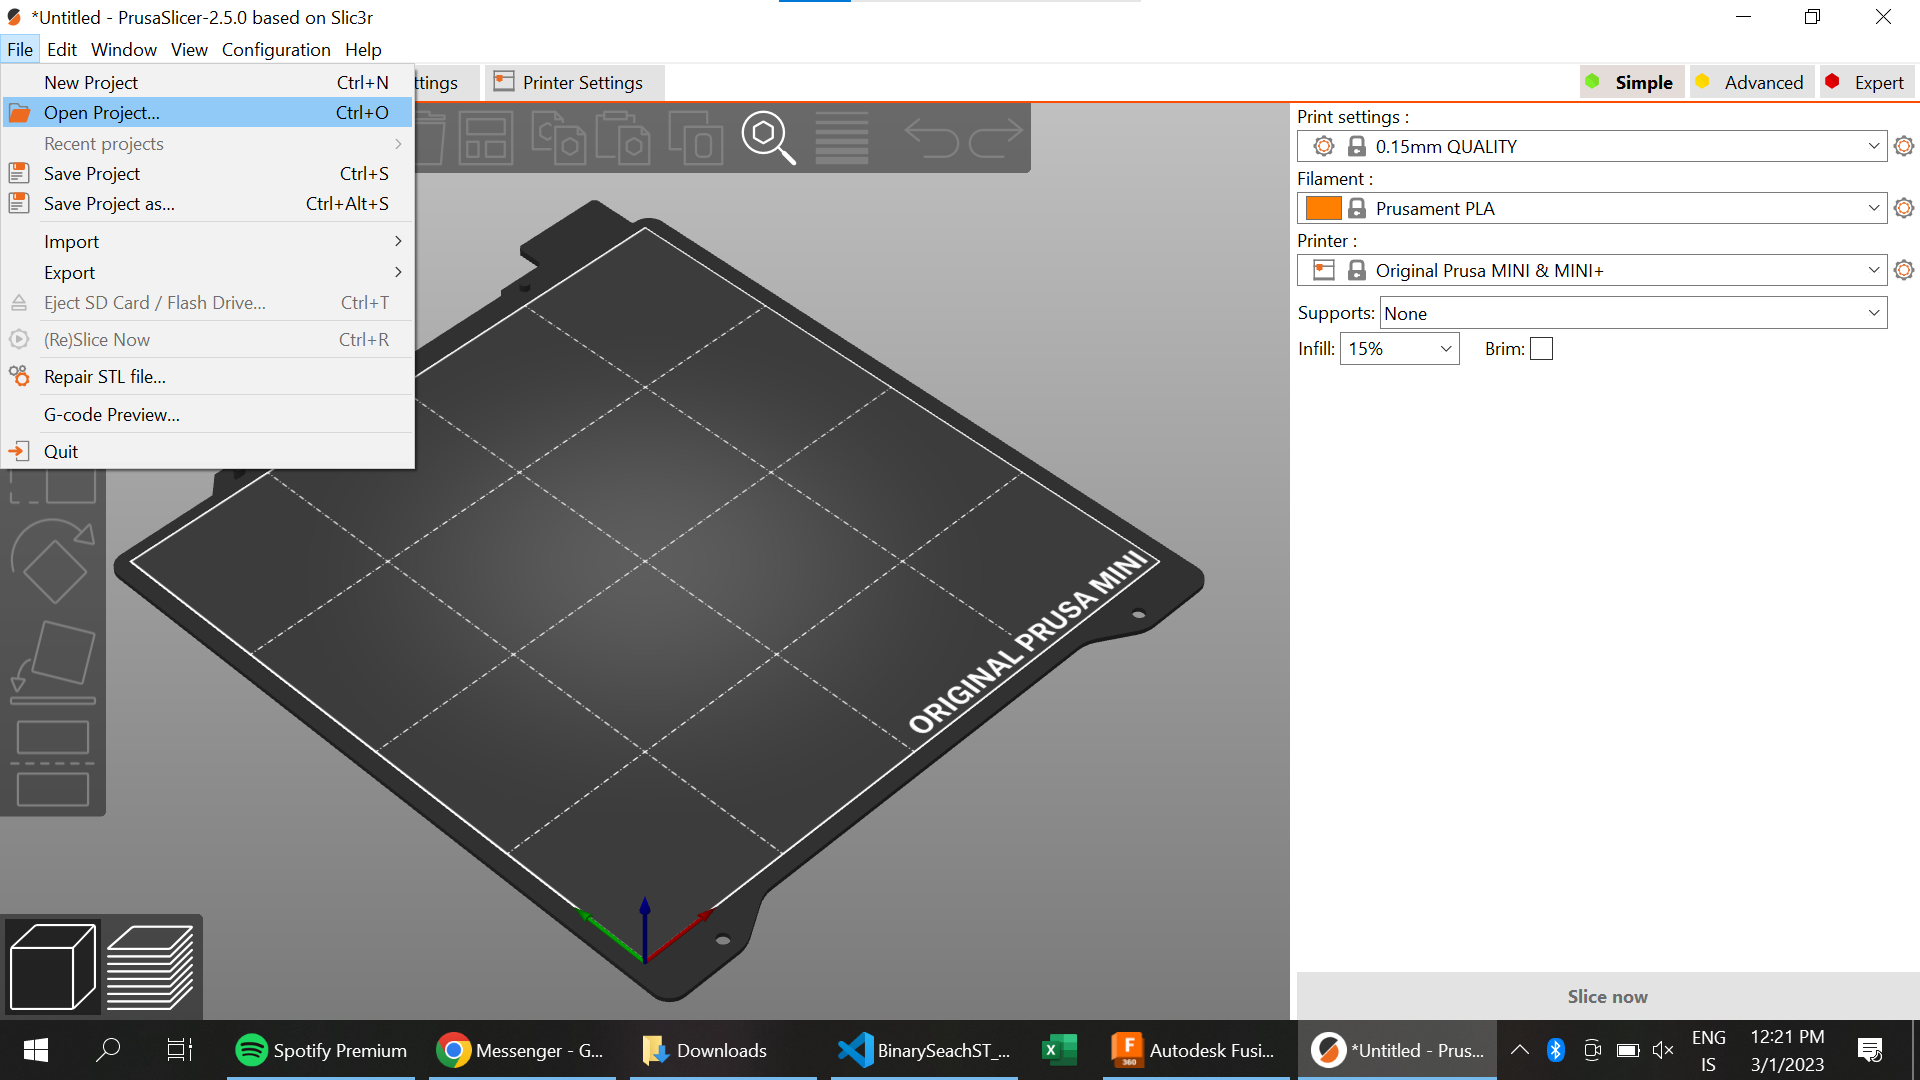 *Untitled - PrusaSlicer-2.5.0 based on Slic3r
File Edit Window View Configuration Help
New Project Ctrl+N
Open Project... Ctrl+O
Recent projects
Save Project Ctrl+S
Save Project as... Ctrl+Alt+S
Import
Export
Eject SD Card / Flash Drive... Ctrl+T
(Re)Slice Now Ctrl+R
Repair STL file...
G-code Preview...
Quit
ttings
Printer Settings
Simple Advanced Expert
Print settings :
0.15mm QUALITY
Filament :
Prusament PLA
Printer :
Original Prusa MINI & MINI+
Supports: None
Infill: 15% Brim:
ORIGINAL PRUSA MINI
Slice now
Spotify Premium
Messenger - G...
Downloads
BinarySeachST_...
F
360
Autodesk Fusi...
*Untitled - Prus...
ENG
IS
12:21 PM
3/1/2023